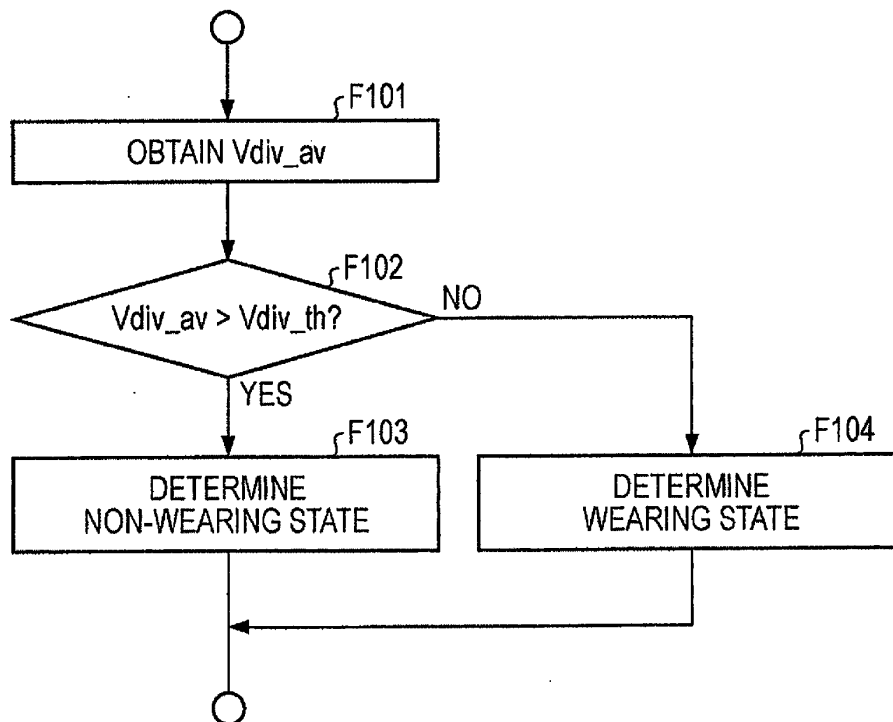 F101
OBTAIN Vdiv_av
F102
Vdiv_av > Vdiv_th?
NO
YES
F103
DETERMINE
NON-WEARING STATE
F104
DETERMINE
WEARING STATE